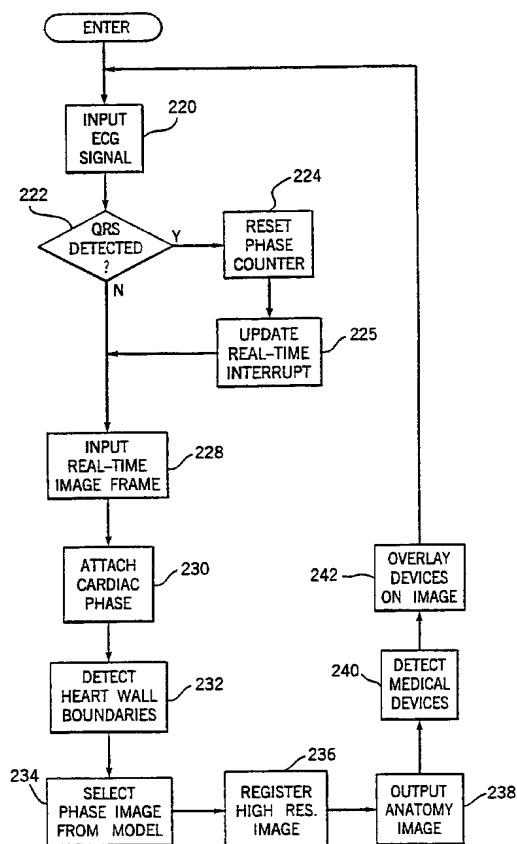 ENTER
INPUT
ECG
SIGNAL
220
222
QRS
DETECTED
?
Y
N
224
RESET
PHASE
COUNTER
UPDATE
REAL-TIME
INTERRUPT
225
INPUT
REAL-TIME
IMAGE FRAME
228
ATTACH
CARDIAC
PHASE
230
DETECT
HEART WALL
BOUNDARIES
232
234
SELECT
PHASE IMAGE
FROM MODEL
236
REGISTER
HIGH RES.
IMAGE
OUTPUT
ANATOMY
IMAGE
238
240
DETECT
MEDICAL
DEVICES
242
OVERLAY
DEVICES
ON IMAGE